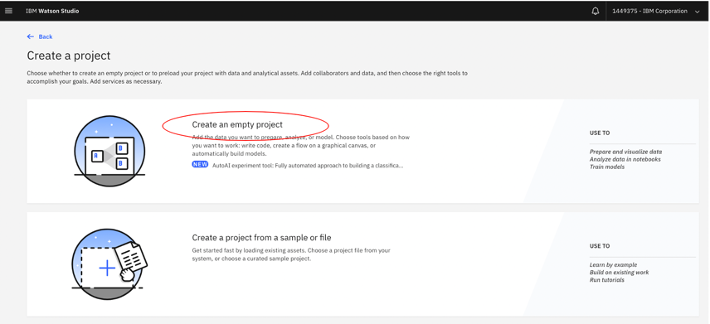 IBM Watson Studio
1449375 - IBM Corporation
Back
Create a project
Choose whether to create an empty project or to preload your project with data and analytical assets. Add collaborators and data, and then choose the right tools to
accomplish your goals. Add services as necessary.
Create an empty project
Add the data you want to prepare, analyze, or model. Choose tools based on how
you want to work: write code, create a flow on a graphical canvas, or
automatically build models.
NEW AutoAI experiment tool: Fully automated approach to building a classifica...
USE TO
Prepare and visualize data
Analyze data in notebooks
Train models
Create a project from a sample or file
Get started fast by loading existing assets. Choose a project file from your
system, or choose a curated sample project.
USE TO
Learn by example
Build on existing work
Run tutorials